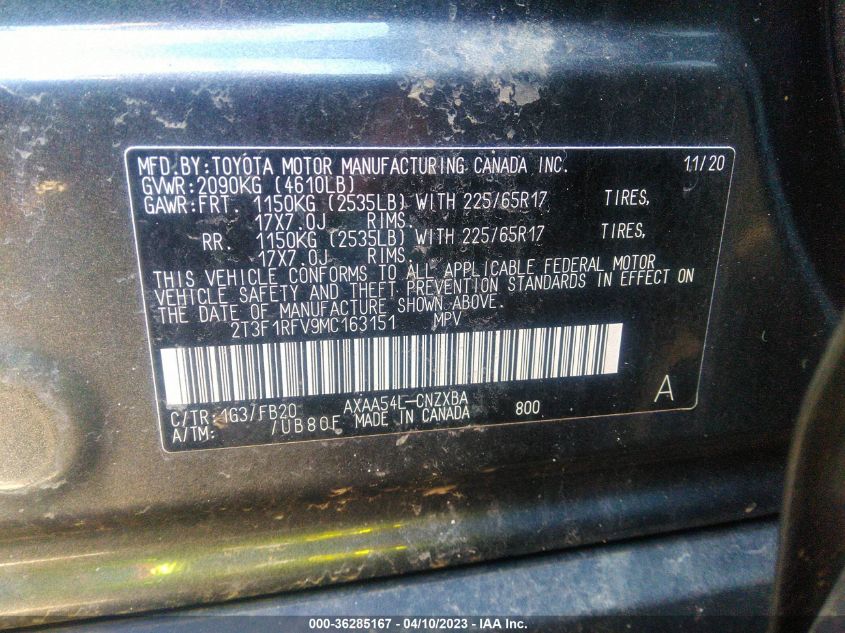 MFD.BY:TOYOTA MOTOR MANUFACTURING CANADA INC. 11/20
GVWR:2090KG (4610LB)
GAWR:FRT. 1150KG (2535LB) WITH 225/65R17 TIRES,
17X7.0J RIMS,
RR. 1150KG (2535LB) WITH 225/65R17 TIRES,
17X7.0J RIMS,
THIS VEHICLE CONFORMS TO ALL APPLICABLE FEDERAL MOTOR
VEHICLE SAFETY AND THEFT PREVENTION STANDARDS IN EFFECT ON
THE DATE OF MANUFACTURE SHOWN ABOVE.
2T3F1RFV9MC163151 MPV
A
C/TR:1G3/FB20 AXAA54L-CNZXBA
A/TM: /UB80F MADE IN CANADA 800
000-36285167 - 04/10/2023 - IAA Inc.